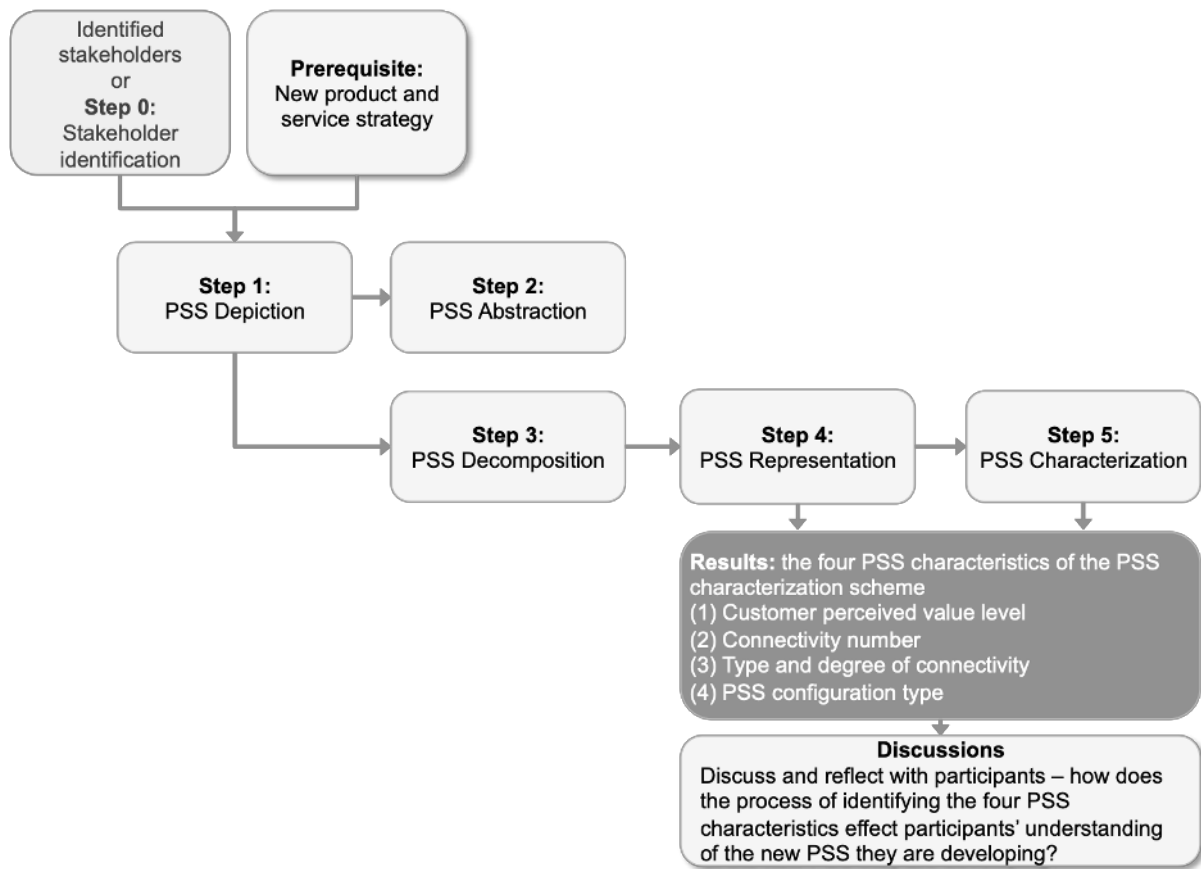 Identified
stakeholders
or
Step 0:
Stakeholder
identification
Prerequisite:
New product and
service strategy
Step 1:
PSS Depiction
Step 2:
PSS Abstraction
Step 3:
PSS Decomposition
Step 4:
PSS Representation
Step 5:
PSS Characterization
Results: the four PSS characteristics of the PSS
characterization scheme
(1) Customer perceived value level
(2) Connectivity number
(3) Type and degree of connectivity
(4) PSS configuration type
Discussions
Discuss and reflect with participants – how does
the process of identifying the four PSS
characteristics effect participants’ understanding
of the new PSS they are developing?